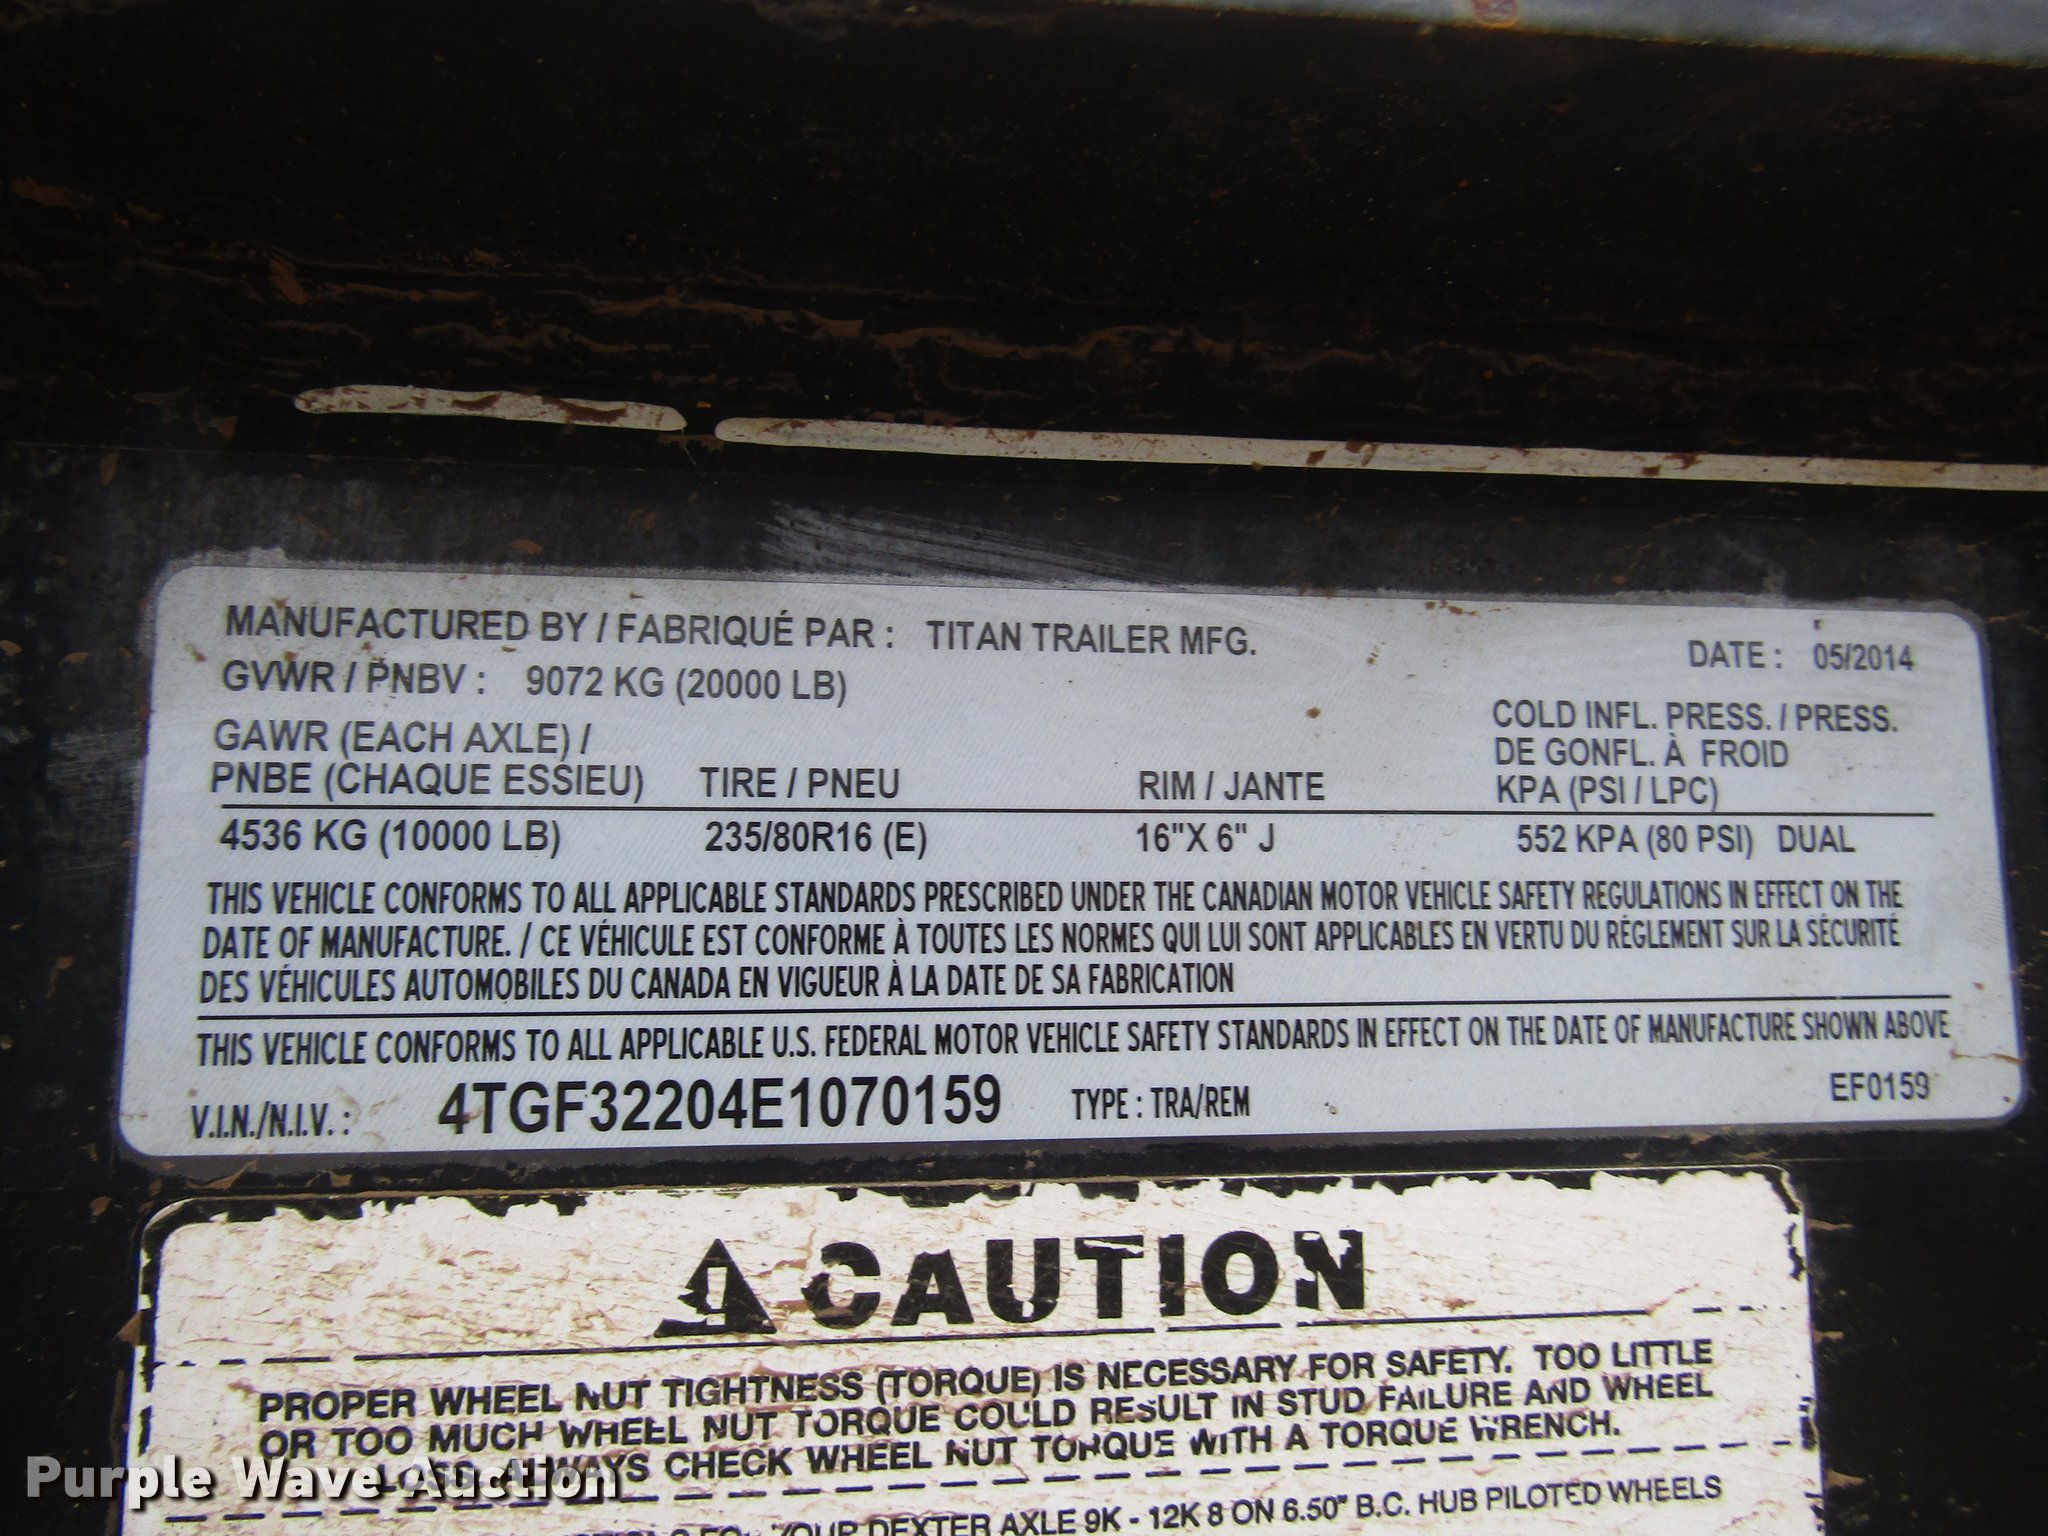 MANUFACTURED BY / FABRIQUÉ PAR : TITAN TRAILER MFG. DATE : 05/2014
GVWR / PNBV : 9072 KG (20000 LB)
GAWR (EACH AXLE) /
PNBE (CHAQUE ESSIEU) TIRE / PNEU RIM / JANTE
COLD INFL. PRESS. / PRESS.
DE GONFL. À FROID
KPA (PSI / LPC)
4536 KG (10000 LB) 235/80R16 (E) 16"X 6" J 552 KPA (80 PSI) DUAL
THIS VEHICLE CONFORMS TO ALL APPLICABLE STANDARDS PRESCRIBED UNDER THE CANADIAN MOTOR VEHICLE SAFETY REGULATIONS IN EFFECT ON THE
DATE OF MANUFACTURE. / CE VÉHICULE EST CONFORME À TOUTES LES NORMES QUI LUI SONT APPLICABLES EN VERTU DU RÉGLEMENT SUR LA SÉCURITÉ
DES VÉHICULES AUTOMOBILES DU CANADA EN VIGUEUR À LA DATE DE SA FABRICATION
THIS VEHICLE CONFORMS TO ALL APPLICABLE U.S. FEDERAL MOTOR VEHICLE SAFETY STANDARDS IN EFFECT ON THE DATE OF MANUFACTURE SHOWN ABOVE
V.I.N./N.I.V. : 4TGF32204E1070159 TYPE : TRA/REM EF0159
CAUTION
PROPER WHEEL NUT TIGHTNESS (TORQUE) IS NECESSARY FOR SAFETY. TOO LITTLE
OR TOO MUCH WHEEL NUT TORQUE COULD RESULT IN STUD FAILURE AND WHEEL
LOSS. ALWAYS CHECK WHEEL NUT TORQUE WITH A TORQUE WRENCH.
YOUR DEXTER AXLE 9K - 12K 8 ON 6.50" B.C. HUB PILOTED WHEELS
Purple Wave Auction